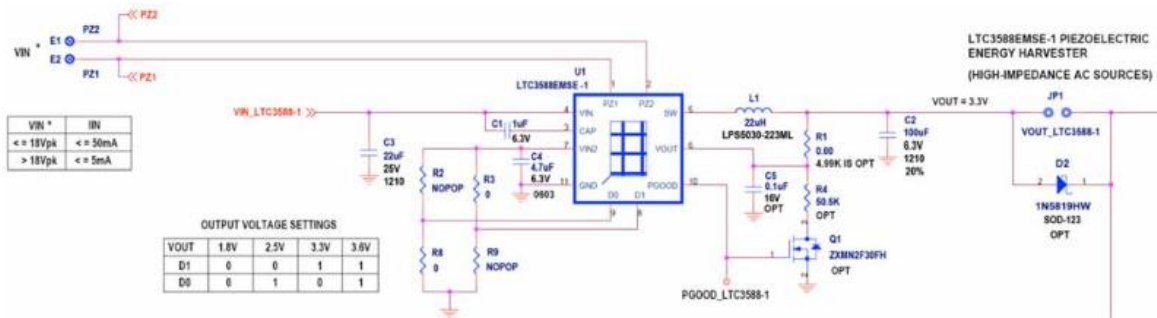 PZ2
PZ2
E1
VIN *
E2
PZ1
PZ1
LTC3588EMSE-1 PIEZOELECTRIC
ENERGY HARVESTER
(HIGH-IMPEDANCE AC SOURCES)
U1
LTC3588EMSE -1
1
2
PZ1
PZ2
VIN_LTC3588-1
4
VIN
SW
5
L1
22uH
LPS5030-223ML
VOUT = 3.3V
JP1
VOUT_LTC3588-1
C1
1uF
6.3V
3
CAP
7
VIN2
VOUT
6
11
GND
PGOOD
10
D0
D1
9
8
VIN *
IIN
< = 18Vpk
< = 50mA
> 18Vpk
< = 5mA
C3
22uF
25V
1210
C4
4.7uF
6.3V
0603
R2
NOPOP
R3
0
R1
0.00
4.99K IS OPT
C2
100uF
6.3V
1210
20%
C5
0.1uF
16V
OPT
R4
50.5K
OPT
D2
2
1
1N5819HW
SOD-123
OPT
OUTPUT VOLTAGE SETTINGS
VOUT 1.8V 2.5V 3.3V 3.6V
D1 0 0 1 1
D0 0 1 0 1
R8
0
R9
NOPOP
3
Q1
1
ZXMN2F30FH
2
OPT
PGOOD_LTC3588-1